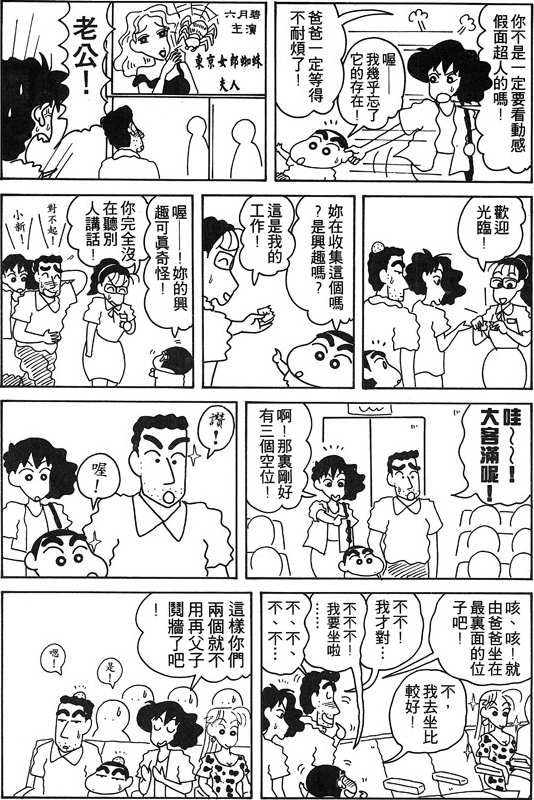 你不是一定要看動感
假面超人的嗎！
喔——
我幾乎忘了
它的存在！
爸爸一定等得
不耐煩了！
六月碧
主演
東京女郎蜘蛛
夫人
老公！
歡迎
光臨！
妳在收集這個嗎
？是興趣嗎？
這是我的
工作！
喔——！妳的興
趣可真奇怪！
你完全沒
在聽別
人講話！
對不起！
小新！
哇～～！
大客滿呢！
啊！那裏剛好
有三個空位！
讚！
喔！
咳、咳！就
由爸爸坐在
最裏面的位
子吧！
不，
我去坐比
較好！
不！
我才對…
不不！
我要坐啦
……
不、不、
不、不…
這樣你們
兩個就不
用再父子
鬩牆了吧
！
是！
嗯！